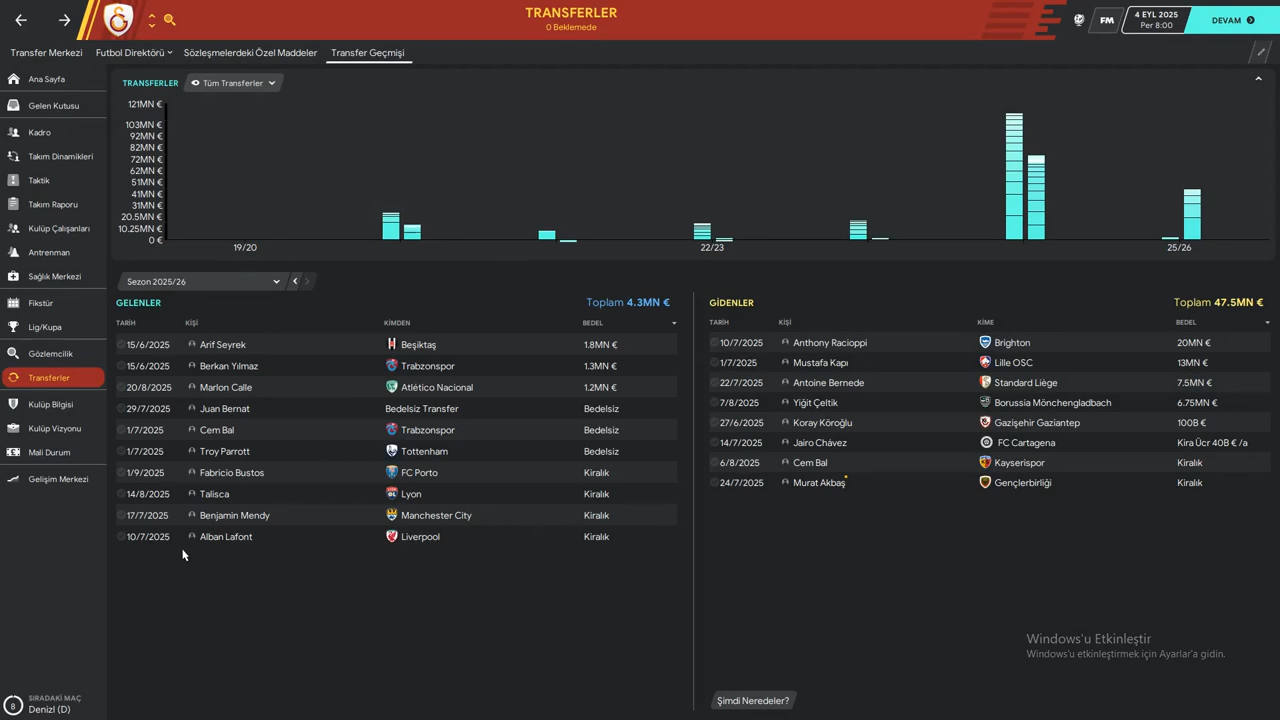 TRANSFERLER
0 Beklemede
FM
4 EYL 2025
Per 8:00
DEVAM
Transfer Merkezi
Futbol Direktörü
Sözleşmelerdeki Özel Maddeler
Transfer Geçmişi
Ana Sayfa
Gelen Kutusu
Kadro
Takım Dinamikleri
Taktik
Takım Raporu
Kulüp Çalışanları
Antrenman
Sağlık Merkezi
Fikstür
Lig/Kupa
Gözlemcilik
Transferler
Kulüp Bilgisi
Kulüp Vizyonu
Mali Durum
Gelişim Merkezi
8
SIRADAKİ MAÇ
Denizl (D)
TRANSFERLER
Tüm Transferler
121MN €
103MN €
92MN €
82MN €
72MN €
62MN €
51MN €
41MN €
31MN €
20.5MN €
10.25MN €
0 €
19/20 22/23 25/26
Sezon 2025/26
GELENLER Toplam 4.3MN €
TARİH KİŞİ KİMDEN BEDEL
15/6/2025 Arif Seyrek Beşiktaş 1.8MN €
15/6/2025 Berkan Yılmaz Trabzonspor 1.3MN €
20/8/2025 Marlon Calle Atlético Nacional 1.2MN €
29/7/2025 Juan Bernat Bedelsiz Transfer Bedelsiz
1/7/2025 Cem Bal Trabzonspor Bedelsiz
1/7/2025 Troy Parrott Tottenham Bedelsiz
1/9/2025 Fabricio Bustos FC Porto Kiralık
14/8/2025 Talisca Lyon Kiralık
17/7/2025 Benjamin Mendy Manchester City Kiralık
10/7/2025 Alban Lafont Liverpool Kiralık
GİDENLER Toplam 47.5MN €
TARİH KİŞİ KİME BEDEL
10/7/2025 Anthony Racioppi Brighton 20MN €
1/7/2025 Mustafa Kapı Lille OSC 13MN €
22/7/2025 Antoine Bernede Standard Liège 7.5MN €
7/8/2025 Yiğit Çeltik Borussia Mönchengladbach 6.75MN €
27/6/2025 Koray Köroğlu Gazişehir Gaziantep 100B €
14/7/2025 Jairo Chávez FC Cartagena Kira Ücr 40B € /a
6/8/2025 Cem Bal Kayserispor Kiralık
24/7/2025 Murat Akbaş Gençlerbirliği Kiralık
Windows'u Etkinleştir
Windows'u etkinleştirmek için Ayarlar'a gidin.
Şimdi Neredeler?